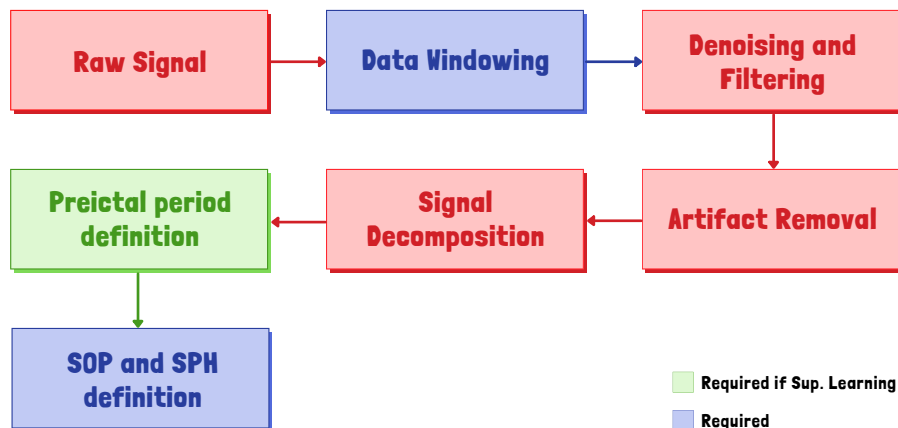 Raw Signal
Data Windowing
Denoising and
Filtering
Preictal period
definition
Signal
Decomposition
Artifact Removal
SOP and SPH
definition
Required if Sup. Learning
Required